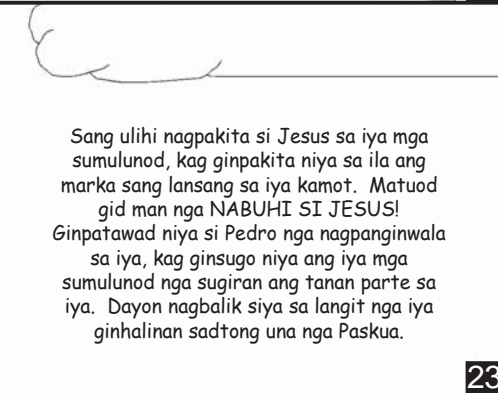 Sang ulihi nagpakita si Jesus sa iya mga
sumulunod, kag ginpakita niya sa ila ang
marka sang lansang sa iya kamot.  Matuod
gid man nga NABUHI SI JESUS!
Ginpatawad niya si Pedro nga nagpanginwala
sa iya, kag ginsugo niya ang iya mga
sumulunod nga sugiran ang tanan parte sa
iya.  Dayon nagbalik siya sa langit nga iya
ginhalinan sadtong una nga Paskua.
23